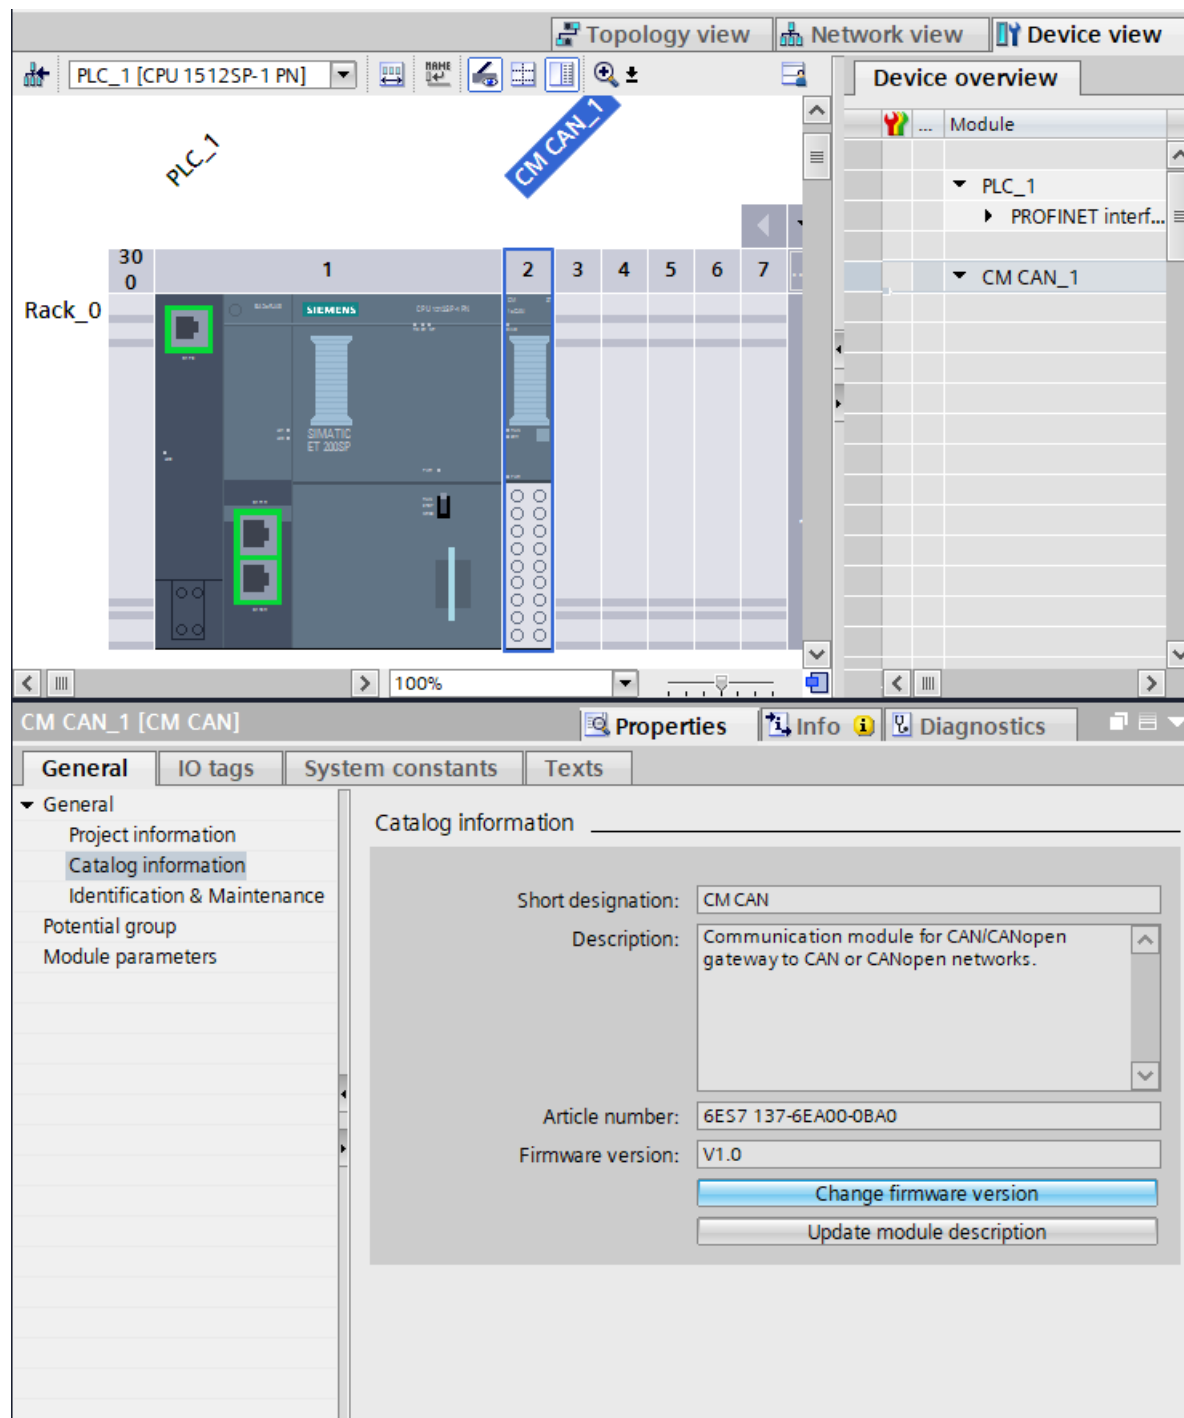 Topology view
Network view
Device view
PLC_1 [CPU 1512SP-1 PN]
Device overview
... Module
PLC_1
PROFINET interf...
CM CAN_1
PLC_1
CM CAN_1
30
0
1
2
3
4
5
6
7
...
Rack_0
SIEMENS
CPU 1512SP-1 PN
SIMATIC
ET 200SP
100%
CM CAN_1 [CM CAN]
Properties
Info
Diagnostics
General
IO tags
System constants
Texts
General
Project information
Catalog information
Identification & Maintenance
Potential group
Module parameters
Catalog information
Short designation: CM CAN
Description: Communication module for CAN/CANopen
gateway to CAN or CANopen networks.
Article number: 6ES7 137-6EA00-0BA0
Firmware version: V1.0
Change firmware version
Update module description